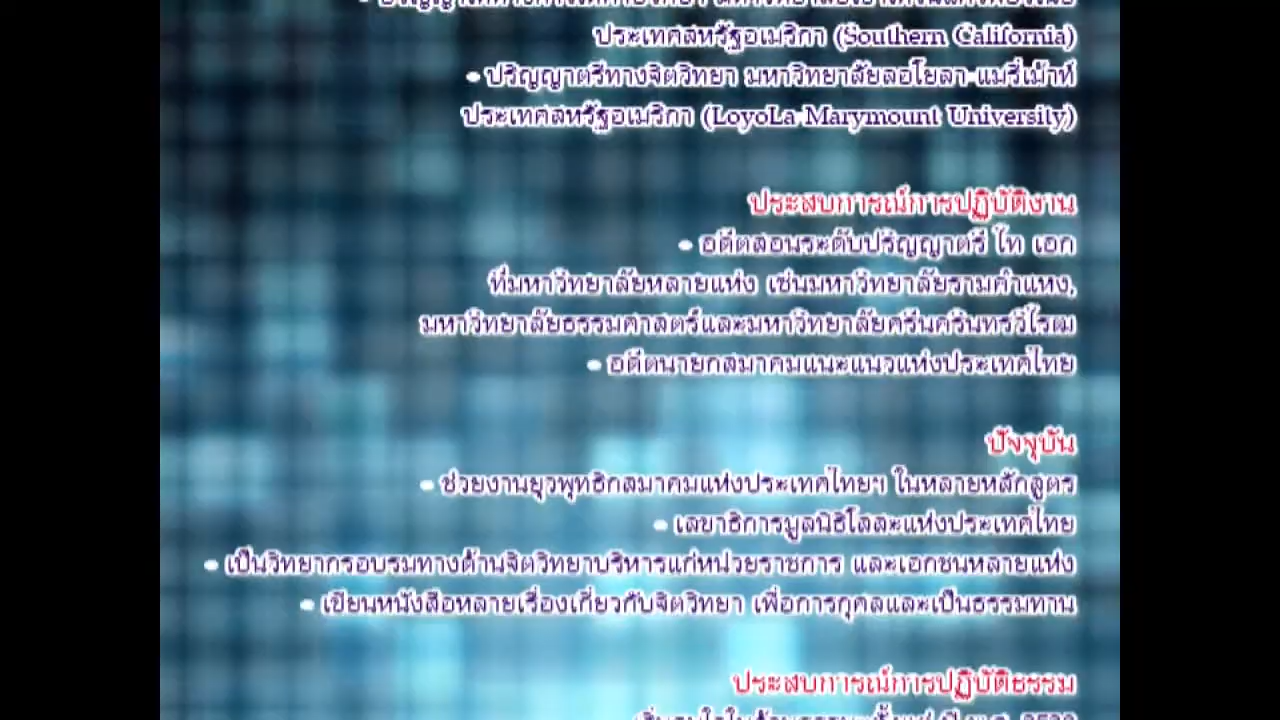 ประเทศสหรัฐอเมริกา (Southern California)
• ปริญญาตรีทางจิตวิทยา มหาวิทยาลัยลอโยลา-แมรี่เม้าท์
ประเทศสหรัฐอเมริกา (LoyoLa Marymount University)
ประสบการณ์การปฏิบัติงาน
• อดีตสอนระดับปริญญาตรี โท เอก
ที่มหาวิทยาลัยหลายแห่ง เช่นมหาวิทยาลัยรามคำแหง,
มหาวิทยาลัยธรรมศาสตร์และมหาวิทยาลัยศรีนครินทรวิโรฒ
• อดีตนายกสมาคมแนะแนวแห่งประเทศไทย
ปัจจุบัน
• ช่วยงานยุวพุทธิกสมาคมแห่งประเทศไทยฯ ในหลายหลักสูตร
• เลขาธิการมูลนิธิโสสะแห่งประเทศไทย
• เป็นวิทยากรอบรมทางด้านจิตวิทยาบริหารแก่หน่วยราชการ และเอกชนหลายแห่ง
• เขียนหนังสือหลายเรื่องเกี่ยวกับจิตวิทยา เพื่อการกุศลและเป็นธรรมทาน
ประสบการณ์การปฏิบัติธรรม